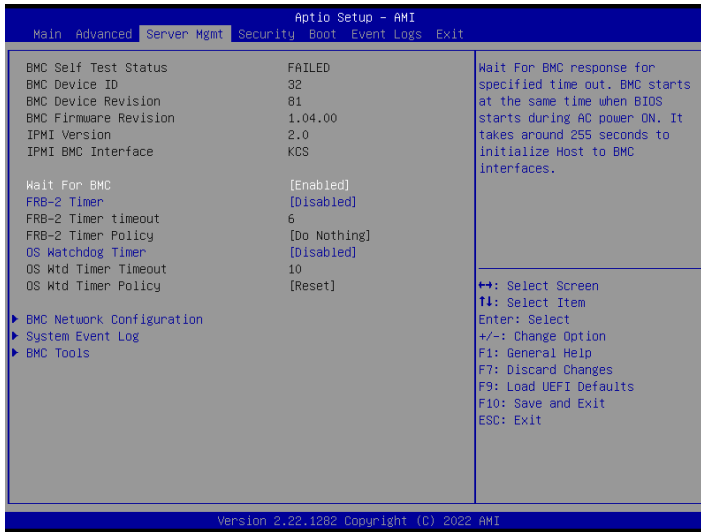 Aptio Setup – AMI
Main Advanced Server Mgmt Security Boot Event Logs Exit
BMC Self Test Status FAILED
BMC Device ID 32
BMC Device Revision 81
BMC Firmware Revision 1.04.00
IPMI Version 2.0
IPMI BMC Interface KCS
Wait For BMC [Enabled]
FRB-2 Timer [Disabled]
FRB-2 Timer timeout 6
FRB-2 Timer Policy [Do Nothing]
OS Watchdog Timer [Disabled]
OS Wtd Timer Timeout 10
OS Wtd Timer Policy [Reset]
BMC Network Configuration
System Event Log
BMC Tools
Wait For BMC response for
specified time out. BMC starts
at the same time when BIOS
starts during AC power ON. It
takes around 255 seconds to
initialize Host to BMC
interfaces.
↔: Select Screen
↑↓: Select Item
Enter: Select
+/-: Change Option
F1: General Help
F7: Discard Changes
F9: Load UEFI Defaults
F10: Save and Exit
ESC: Exit
Version 2.22.1282 Copyright (C) 2022 AMI